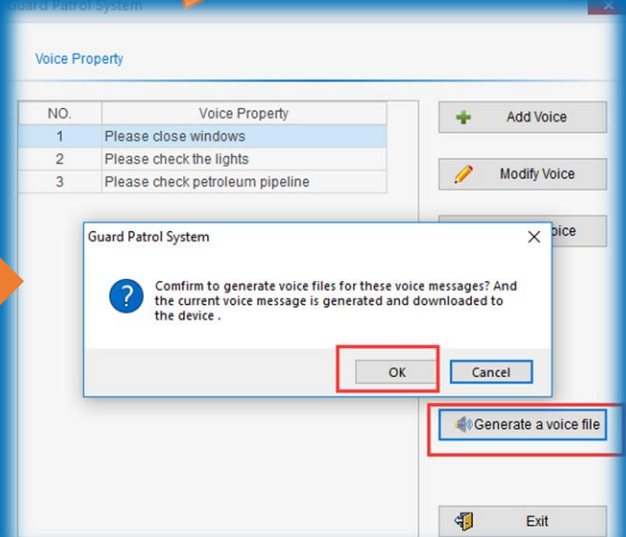 Guard Patrol System
Voice Property
NO. Voice Property
1 Please close windows
2 Please check the lights
3 Please check petroleum pipeline
Add Voice
Modify Voice
oice
Guard Patrol System
Comfirm to generate voice files for these voice messages? And
the current voice message is generated and downloaded to
the device .
OK Cancel
Generate a voice file
Exit